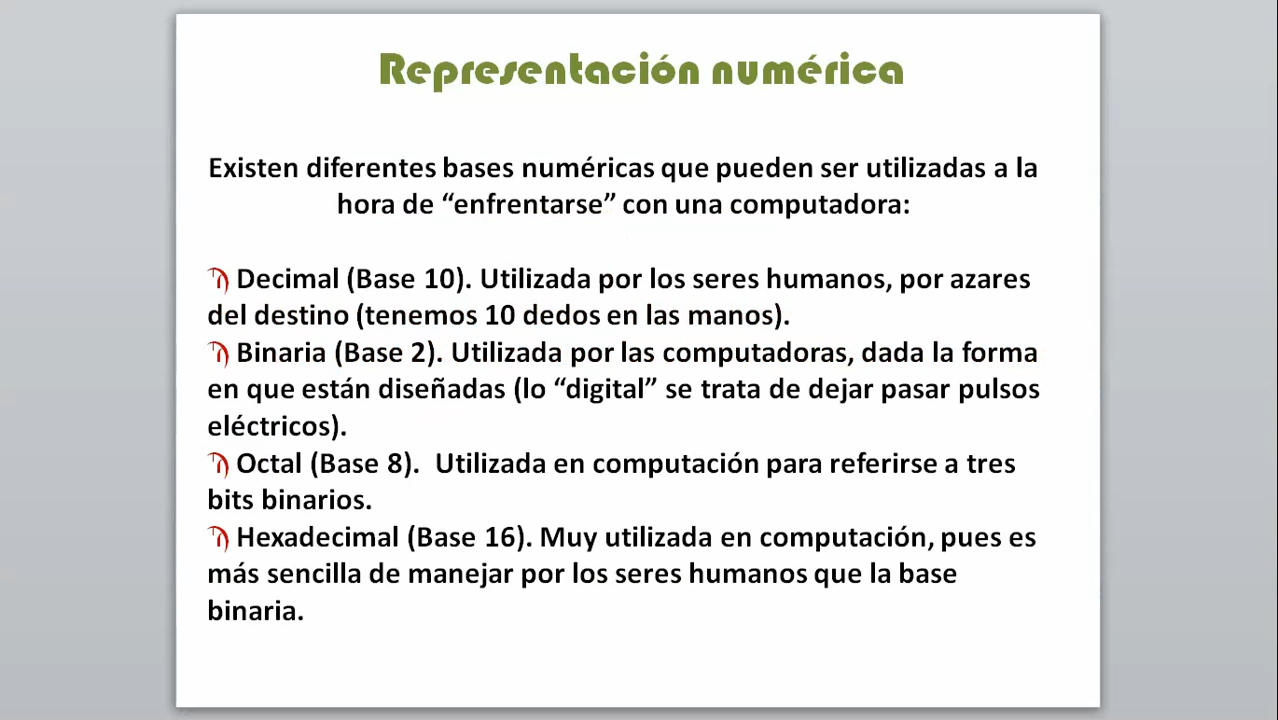 Representación numérica
Existen diferentes bases numéricas que pueden ser utilizadas a la
hora de “enfrentarse” con una computadora:
Decimal (Base 10). Utilizada por los seres humanos, por azares
del destino (tenemos 10 dedos en las manos).
Binaria (Base 2). Utilizada por las computadoras, dada la forma
en que están diseñadas (lo “digital” se trata de dejar pasar pulsos
eléctricos).
Octal (Base 8).  Utilizada en computación para referirse a tres
bits binarios.
Hexadecimal (Base 16). Muy utilizada en computación, pues es
más sencilla de manejar por los seres humanos que la base
binaria.